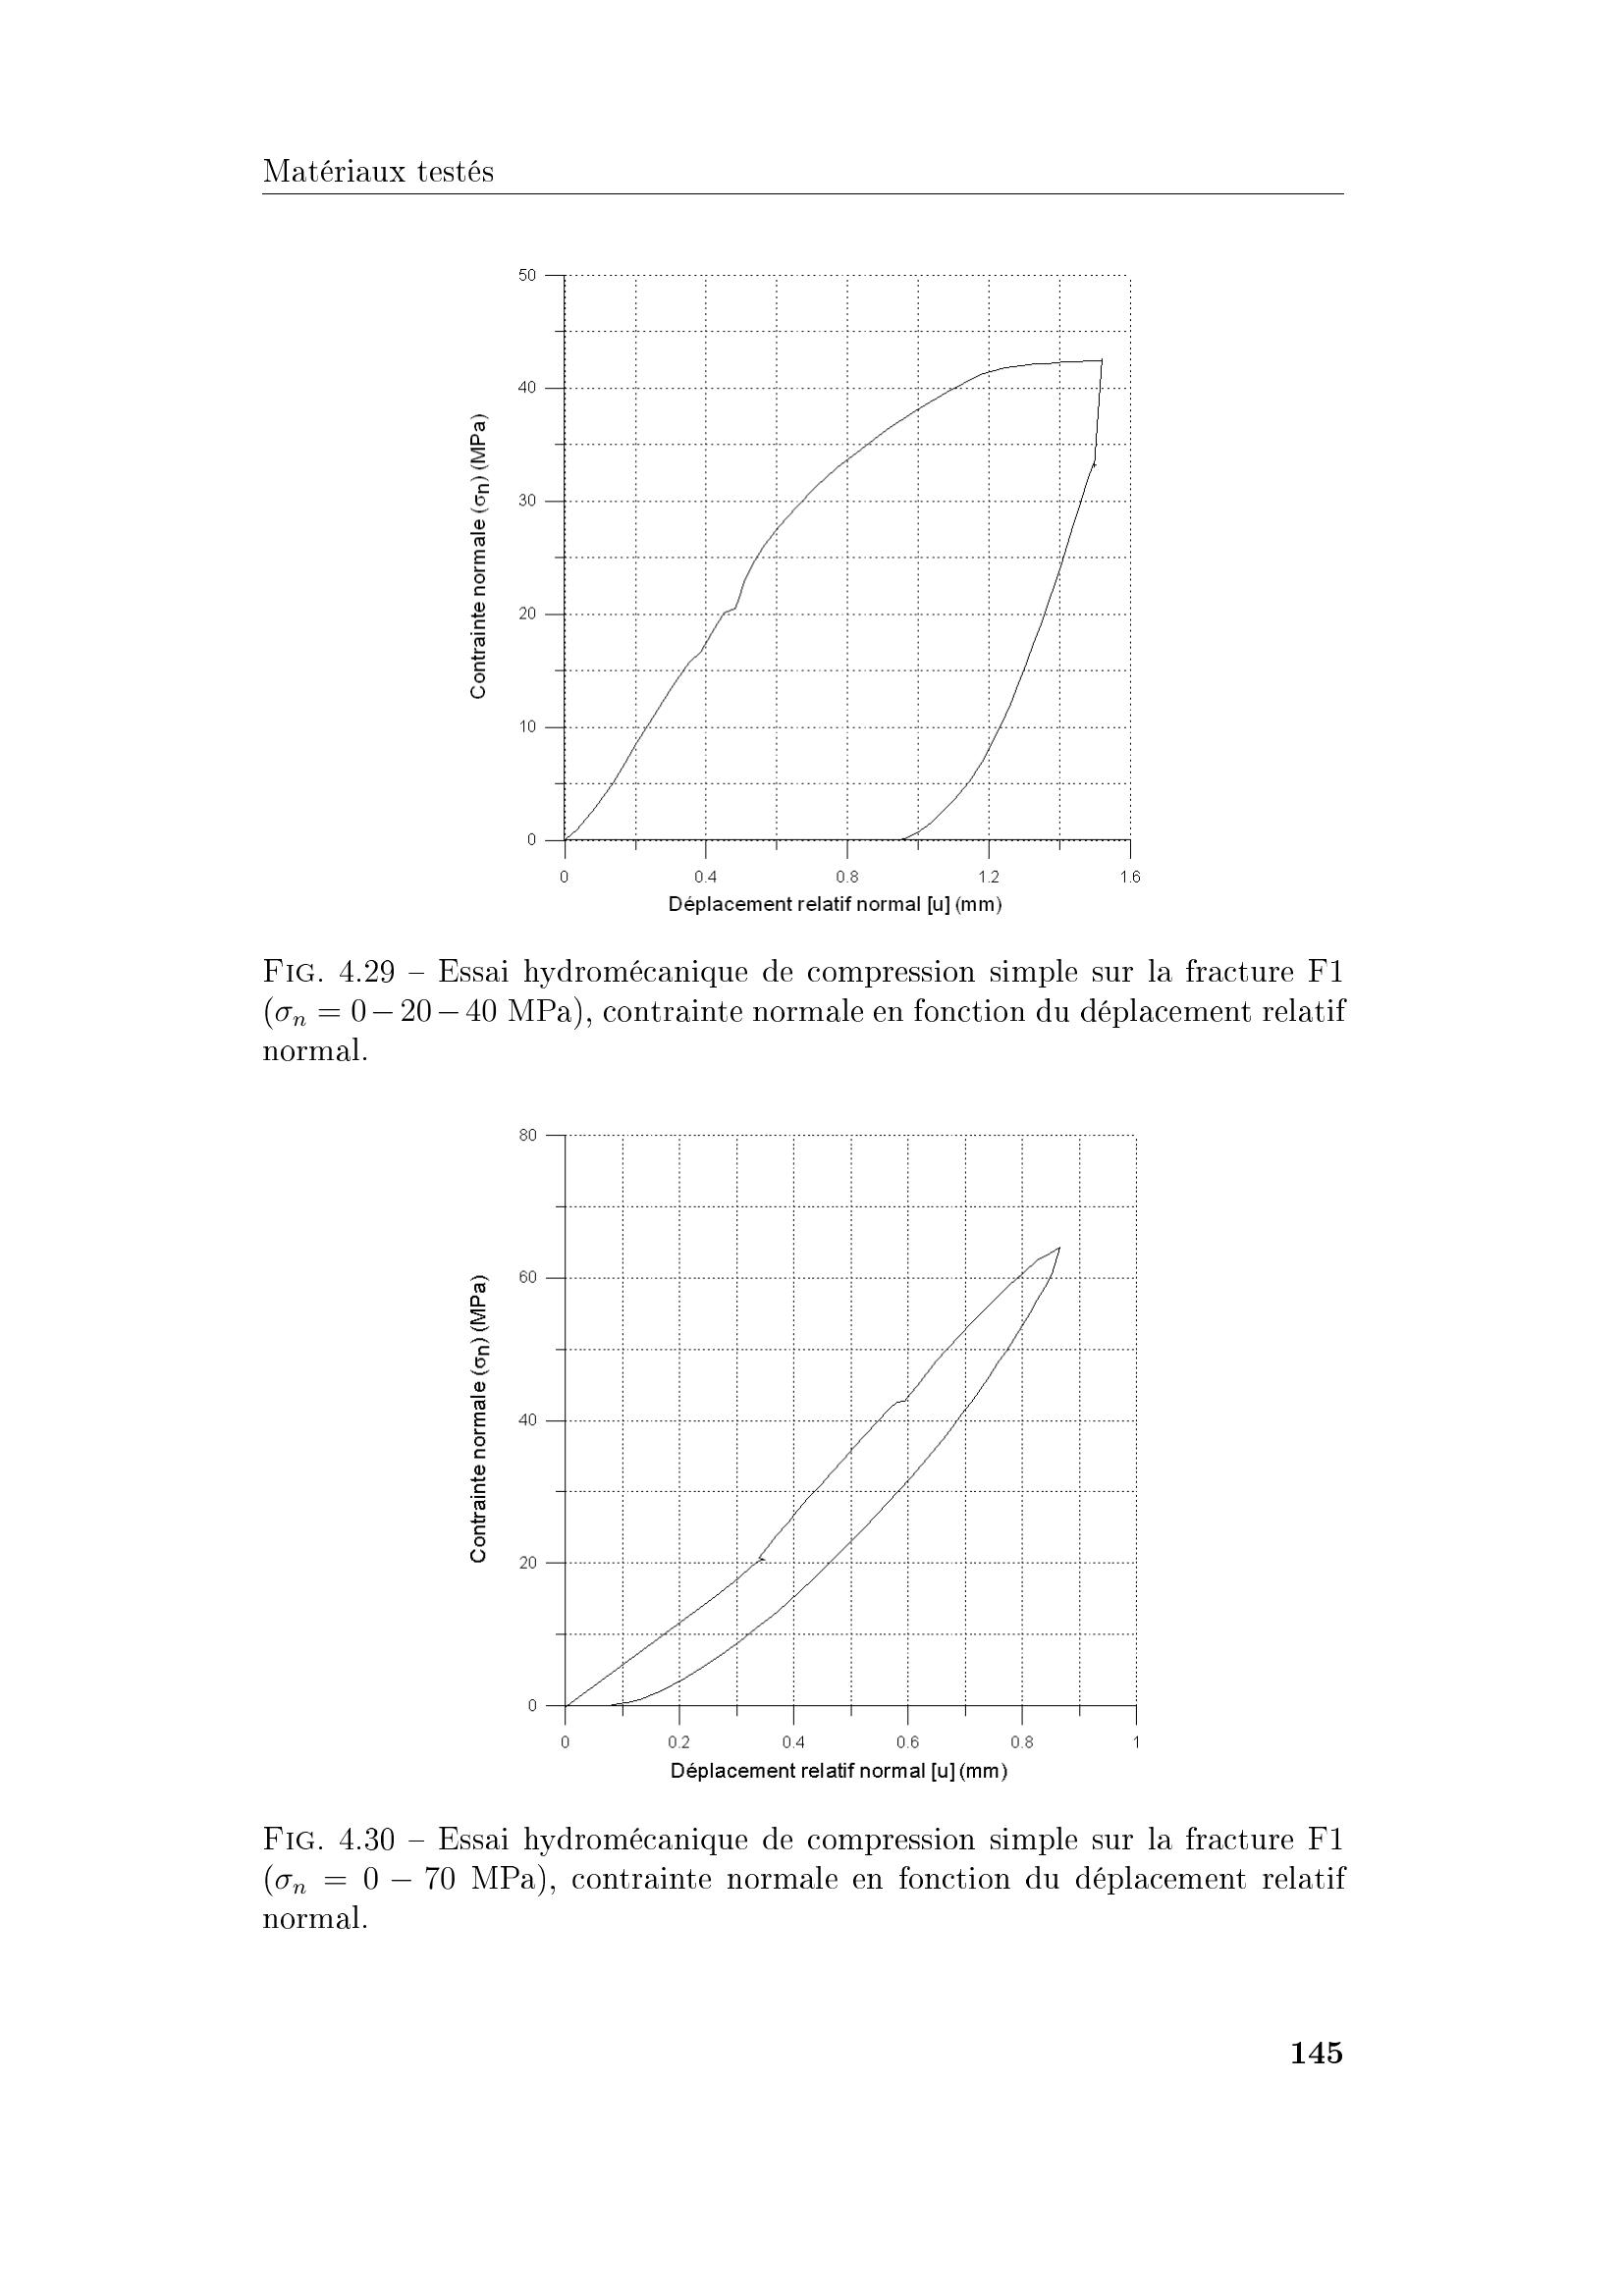 Matériaux testés
50
40
30
20
10
0
Contrainte normale (σn) (MPa)
0 0.4 0.8 1.2 1.6
Déplacement relatif normal [u] (mm)
FIG. 4.29 – Essai hydromécanique de compression simple sur la fracture F1
(σn = 0 – 20 – 40 MPa), contrainte normale en fonction du déplacement relatif
normal.
80
60
40
20
0
Contrainte normale (σn) (MPa)
0 0.2 0.4 0.6 0.8 1
Déplacement relatif normal [u] (mm)
FIG. 4.30 – Essai hydromécanique de compression simple sur la fracture F1
(σn = 0 – 70 MPa), contrainte normale en fonction du déplacement relatif
normal.
145